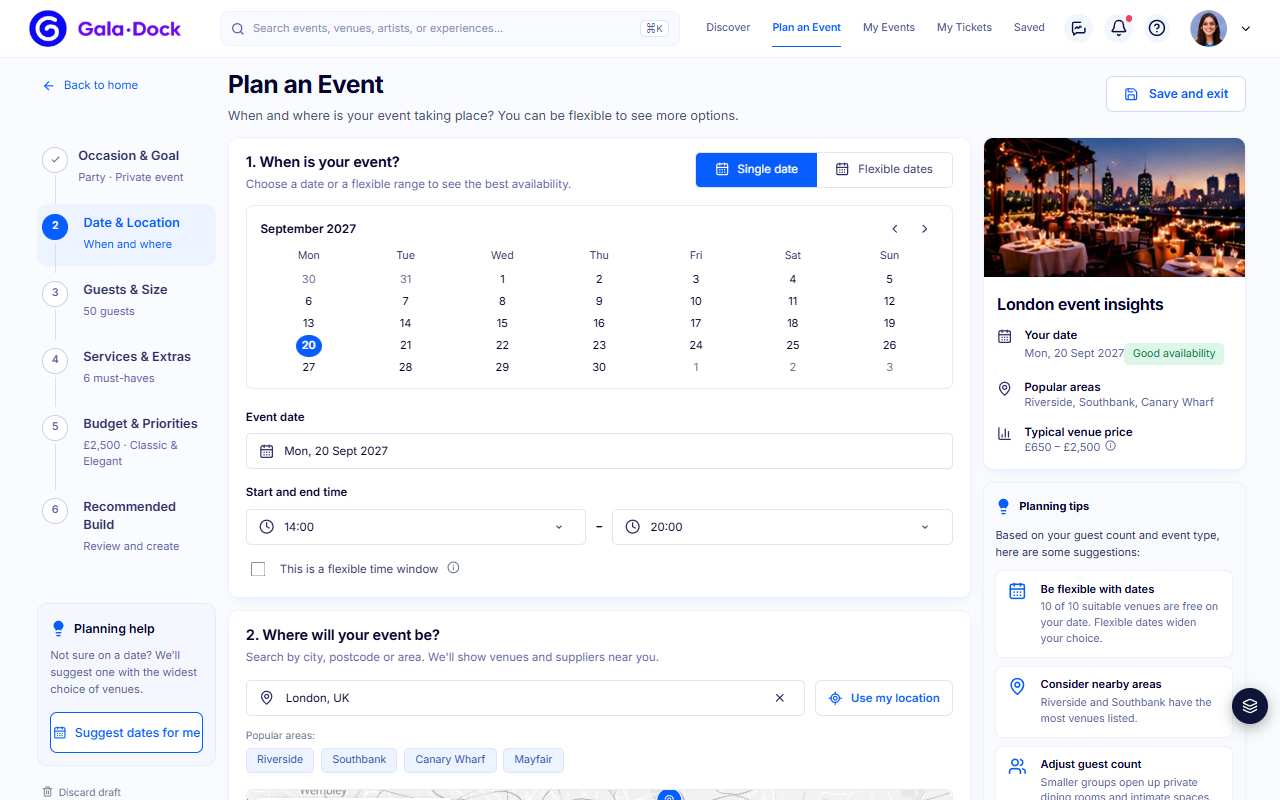 Gala·Dock
Search events, venues, artists, or experiences...
⌘K
Discover
Plan an Event
My Events
My Tickets
Saved
Back to home
Plan an Event
When and where is your event taking place? You can be flexible to see more options.
Save and exit
Occasion & Goal
Party · Private event
2
Date & Location
When and where
3
Guests & Size
50 guests
4
Services & Extras
6 must-haves
5
Budget & Priorities
£2,500 · Classic &
Elegant
6
Recommended
Build
Review and create
Planning help
Not sure on a date? We'll
suggest one with the widest
choice of venues.
Suggest dates for me
Discard draft
1. When is your event?
Choose a date or a flexible range to see the best availability.
Single date
Flexible dates
September 2027
Mon Tue Wed Thu Fri Sat Sun
30 31 1 2 3 4 5
6 7 8 9 10 11 12
13 14 15 16 17 18 19
20 21 22 23 24 25 26
27 28 29 30 1 2 3
Event date
Mon, 20 Sept 2027
Start and end time
14:00
–
20:00
This is a flexible time window
2. Where will your event be?
Search by city, postcode or area. We'll show venues and suppliers near you.
London, UK
Use my location
Popular areas:
Riverside
Southbank
Canary Wharf
Mayfair
Wembley
London event insights
Your date
Mon, 20 Sept 2027
Good availability
Popular areas
Riverside, Southbank, Canary Wharf
Typical venue price
£650 – £2,500
Planning tips
Based on your guest count and event type,
here are some suggestions:
Be flexible with dates
10 of 10 suitable venues are free on
your date. Flexible dates widen
your choice.
Consider nearby areas
Riverside and Southbank have the
most venues listed.
Adjust guest count
Smaller groups open up private
dining rooms and intimate spaces